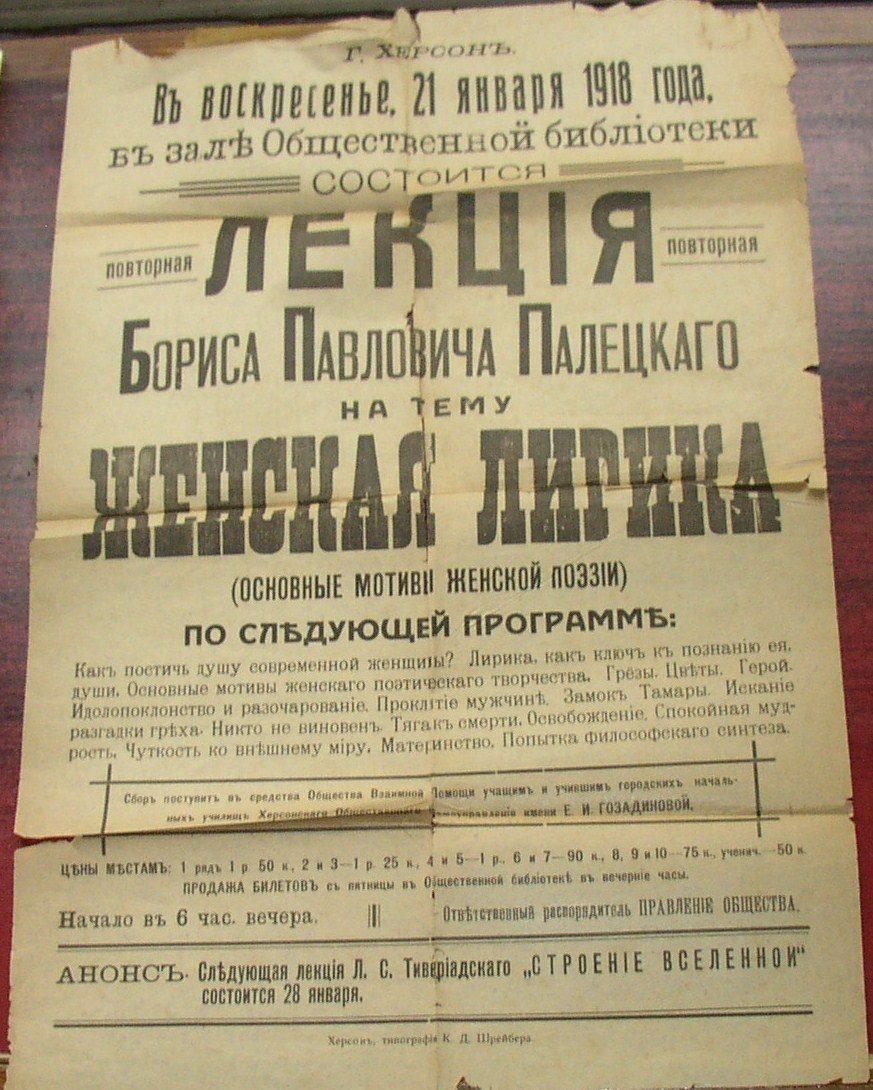 Г. Херсонъ.
Въ воскресенье, 21 января 1918 года,
въ залѣ Общественной библіотеки
СОСТОИТСЯ
повторная ЛЕКЦІЯ повторная
Бориса Павловича Палецкаго
НА ТЕМУ
ЖЕНСКАЯ ЛИРИКА
(ОСНОВНЫЕ МОТИВЫ ЖЕНСКОЙ ПОЭЗІИ)
ПО СЛѢДУЮЩЕЙ ПРОГРАММѢ:
Какъ постичь душу современной женщины? Лирика, какъ ключъ къ познанію ея,
души. Основные мотивы женскаго поэтическаго творчества. Грёзы. Цвѣты. Герой.
Идолопоклонство и разочарованіе. Проклятіе мужчинѣ. Замокъ Тамары. Исканіе
разгадки грѣха. Никто не виновенъ. Тягакъ смерти. Освобожденіе. Спокойная муд-
рость. Чуткость ко внѣшнему міру. Материнство. Попытка философскаго синтеза.
Сборъ поступитъ въ средства Общества Взаимной Помощи учащимъ и учившимъ городскихъ началь-
ныхъ училищъ Херсонскаго Общественнаго Самоуправленія имени Е. И. ГОЗАДИНОВОЙ.
ЦѢНЫ МѢСТАМЪ: 1 рядъ 1 р 50 к., 2 и 3—1 р. 25 к., 4 и 5—1 р., 6 и 7—90 к., 8, 9 и 10—75 к., ученич.—50 к.
ПРОДАЖА БИЛЕТОВЪ съ пятницы въ Общественной библіотекѣ въ вечерніе часы.
Начало въ 6 час. вечера. Отвѣтственный распорядитель ПРАВЛЕНІЕ ОБЩЕСТВА.
АНОНСЪ. Слѣдующая лекція Л. С. Тиверіадскаго „СТРОЕНІЕ ВСЕЛЕННОЙ"
состоится 28 января.
Херсонъ, типографія К. Д. Шрейбера.